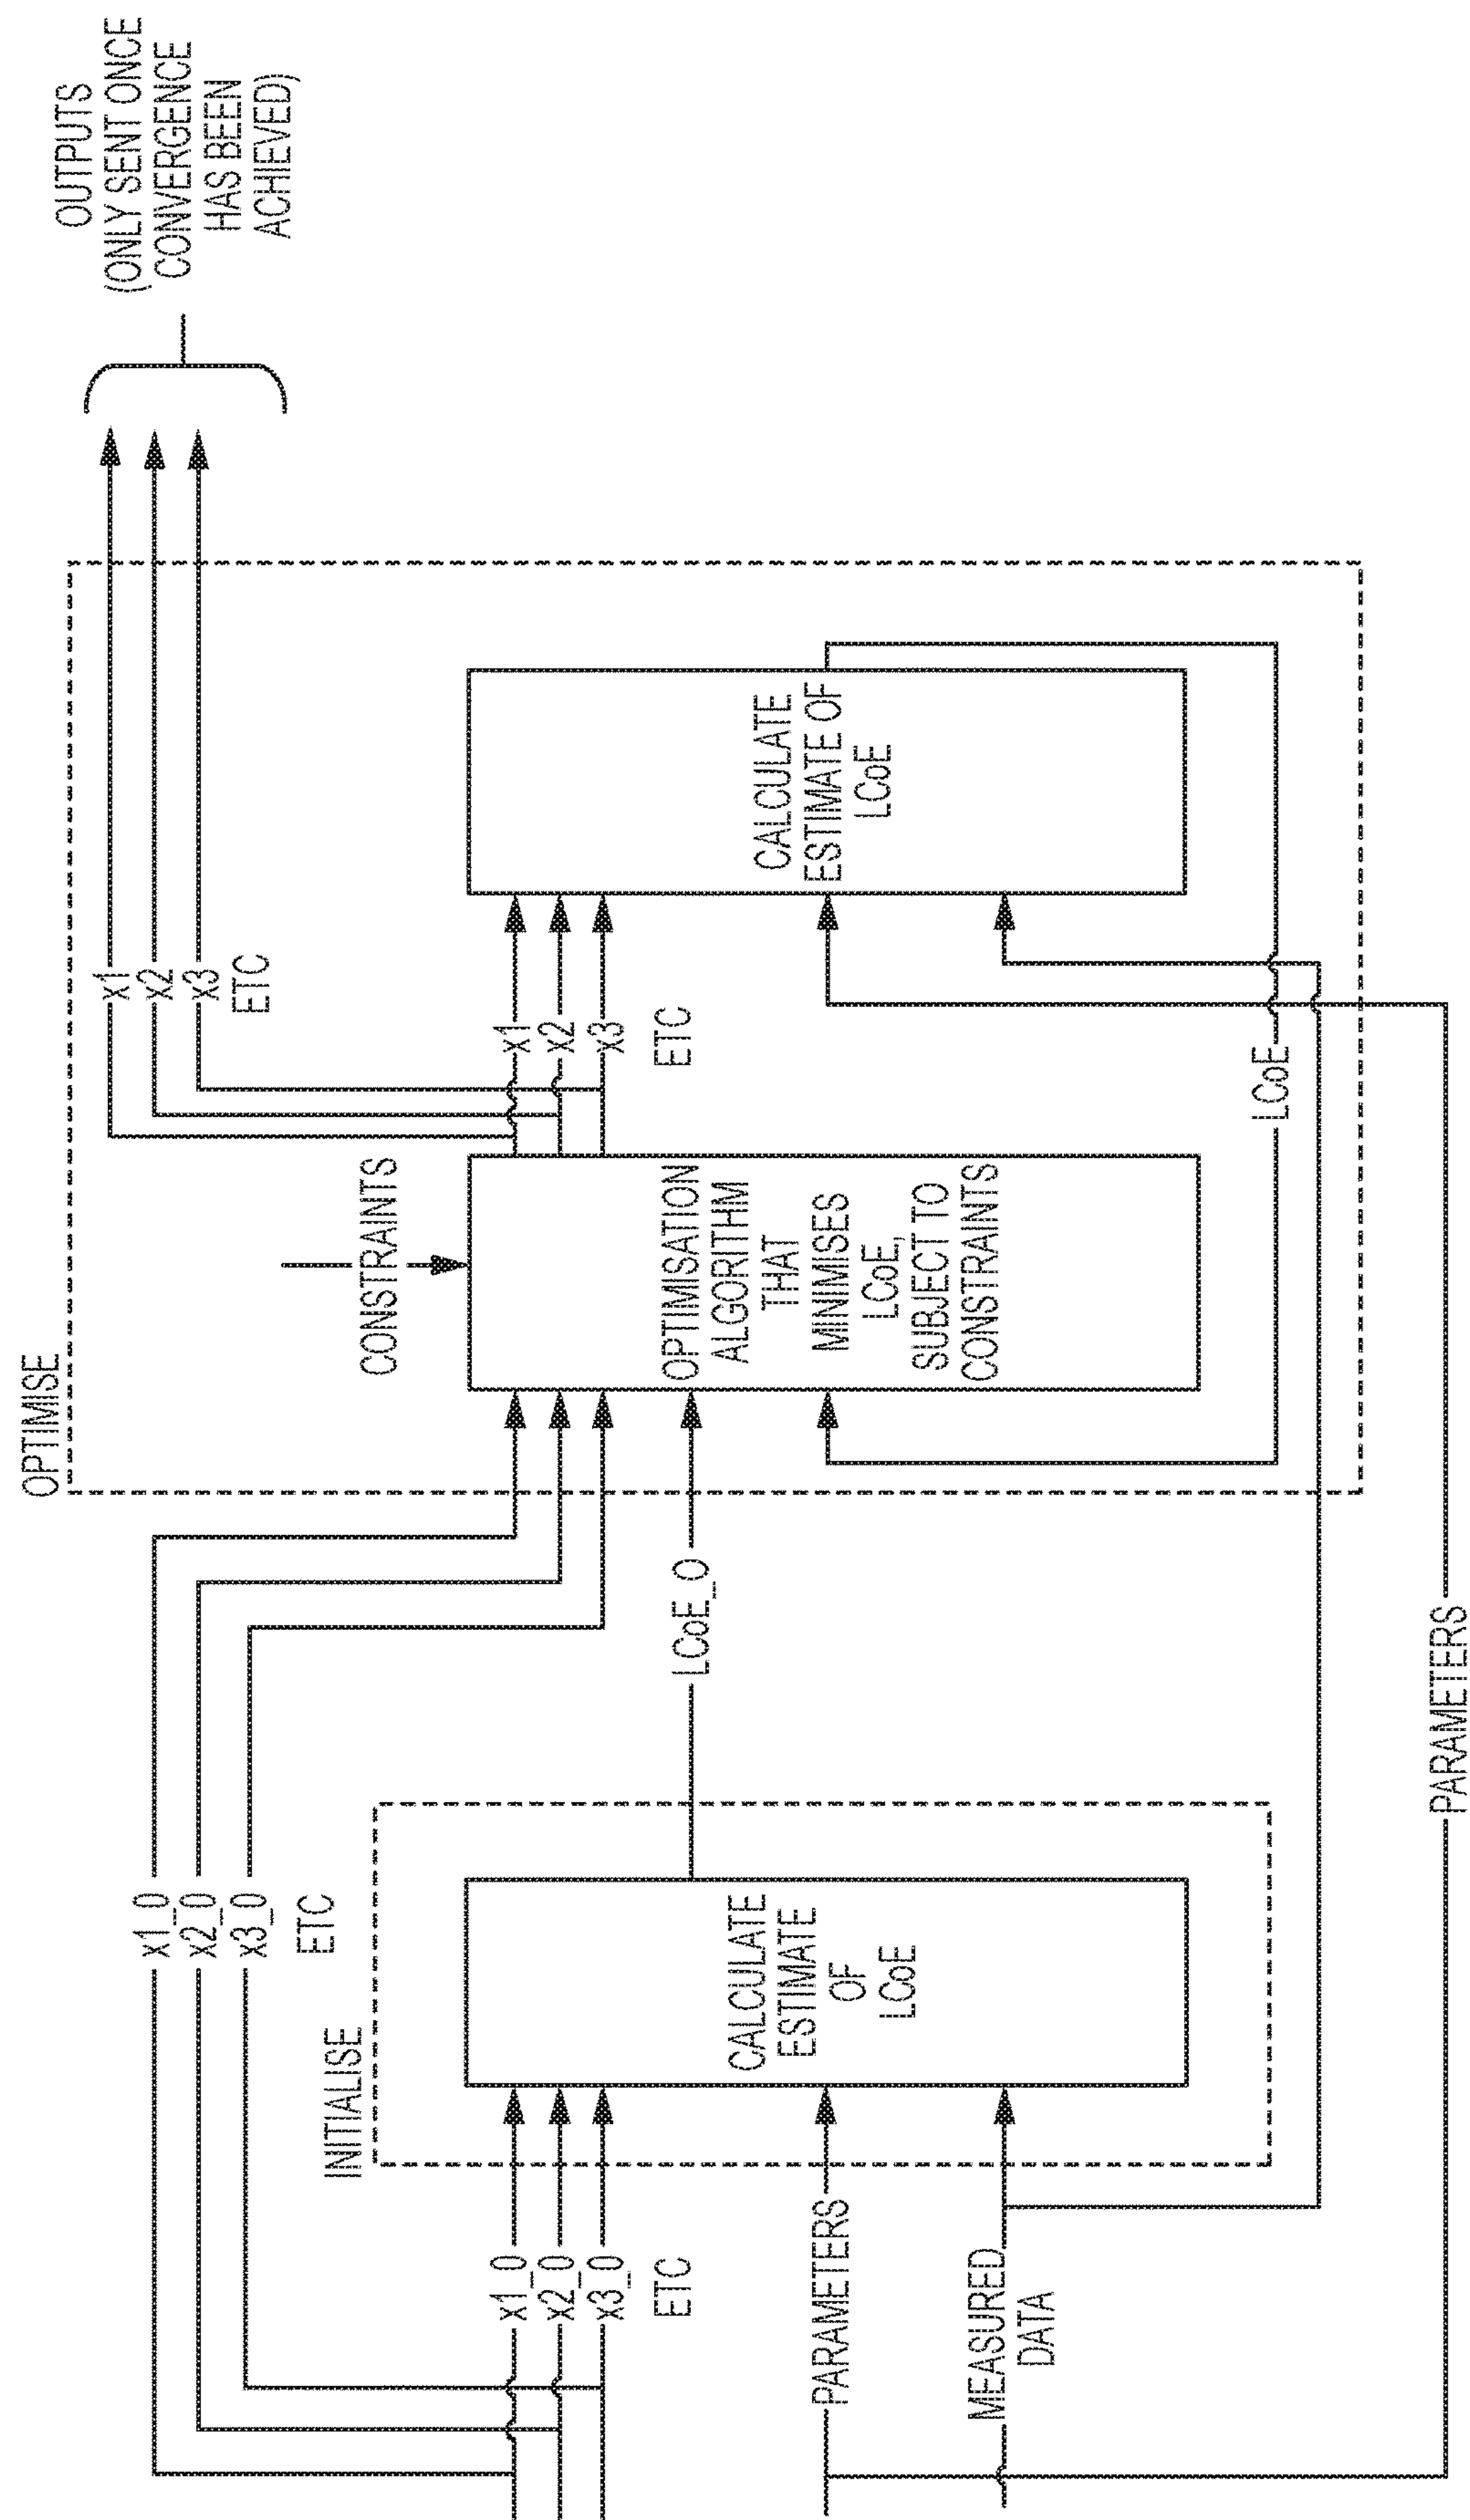 OPTIMISE
OUTPUTS
(ONLY SENT ONCE
CONVERGENCE
HAS BEEN
ACHIEVED)
x1
x2
x3
ETC
x1_0
x2_0
x3_0
ETC
INITIALISE
CONSTRAINTS
x1_0
x2_0
x3_0
ETC
PARAMETERS
MEASURED
DATA
CALCULATE
ESTIMATE
OF
LCoE
LCoE_O
OPTIMISATION
ALGORITHM
THAT
MINIMISES
LCoE,
SUBJECT TO
CONSTRAINTS
x1
x2
x3
ETC
CALCULATE
ESTIMATE OF
LCoE
LCoE
PARAMETERS